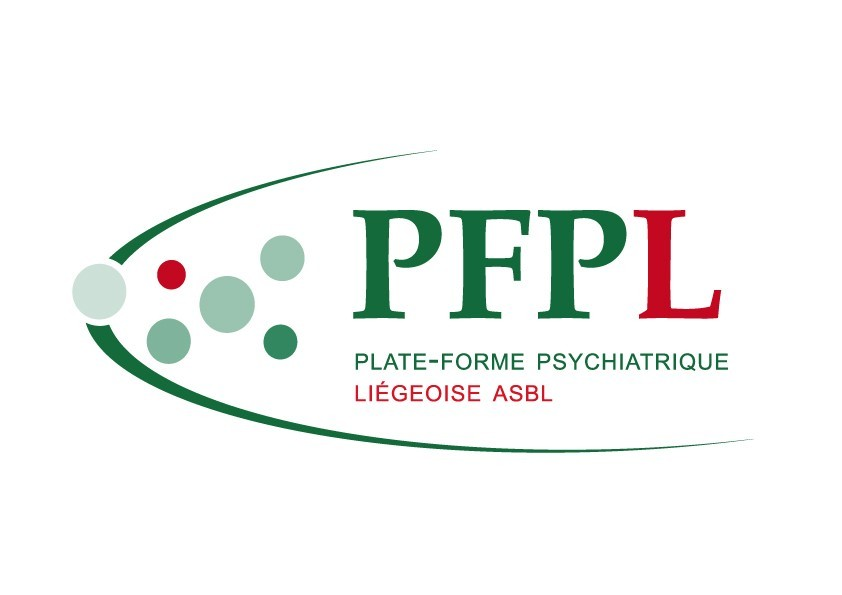 PFPL
PLATE-FORME PSYCHIATRIQUE
LIÉGEOISE ASBL